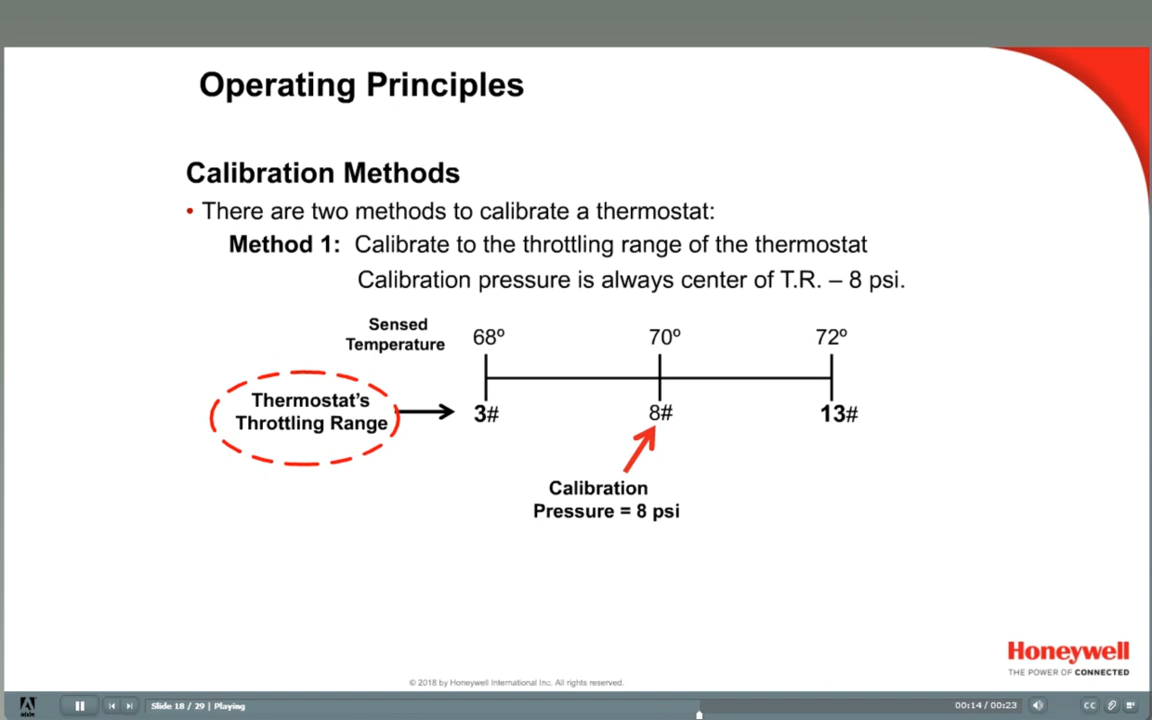 Operating Principles
Calibration Methods
• There are two methods to calibrate a thermostat:
Method 1: Calibrate to the throttling range of the thermostat
Calibration pressure is always center of T.R. – 8 psi.
Sensed
Temperature
68º 70º 72º
Thermostat's
Throttling Range
3# 8# 13#
Calibration
Pressure = 8 psi
Honeywell
THE POWER OF CONNECTED
© 2018 by Honeywell International Inc. All rights reserved.
Adobe
Slide 18 / 29 | Playing
00:14 / 00:23
CC